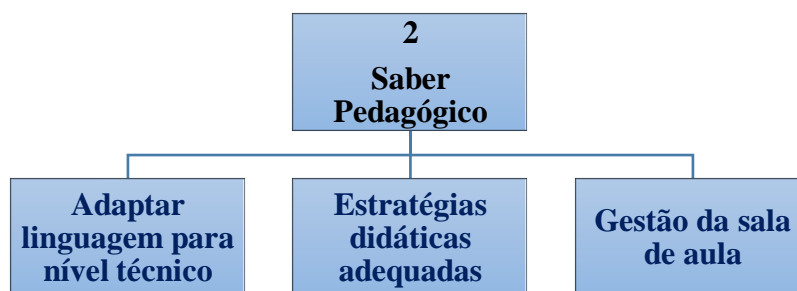 2
Saber
Pedagógico
Adaptar
linguagem para
nível técnico
Estratégias
didáticas
adequadas
Gestão da sala
de aula